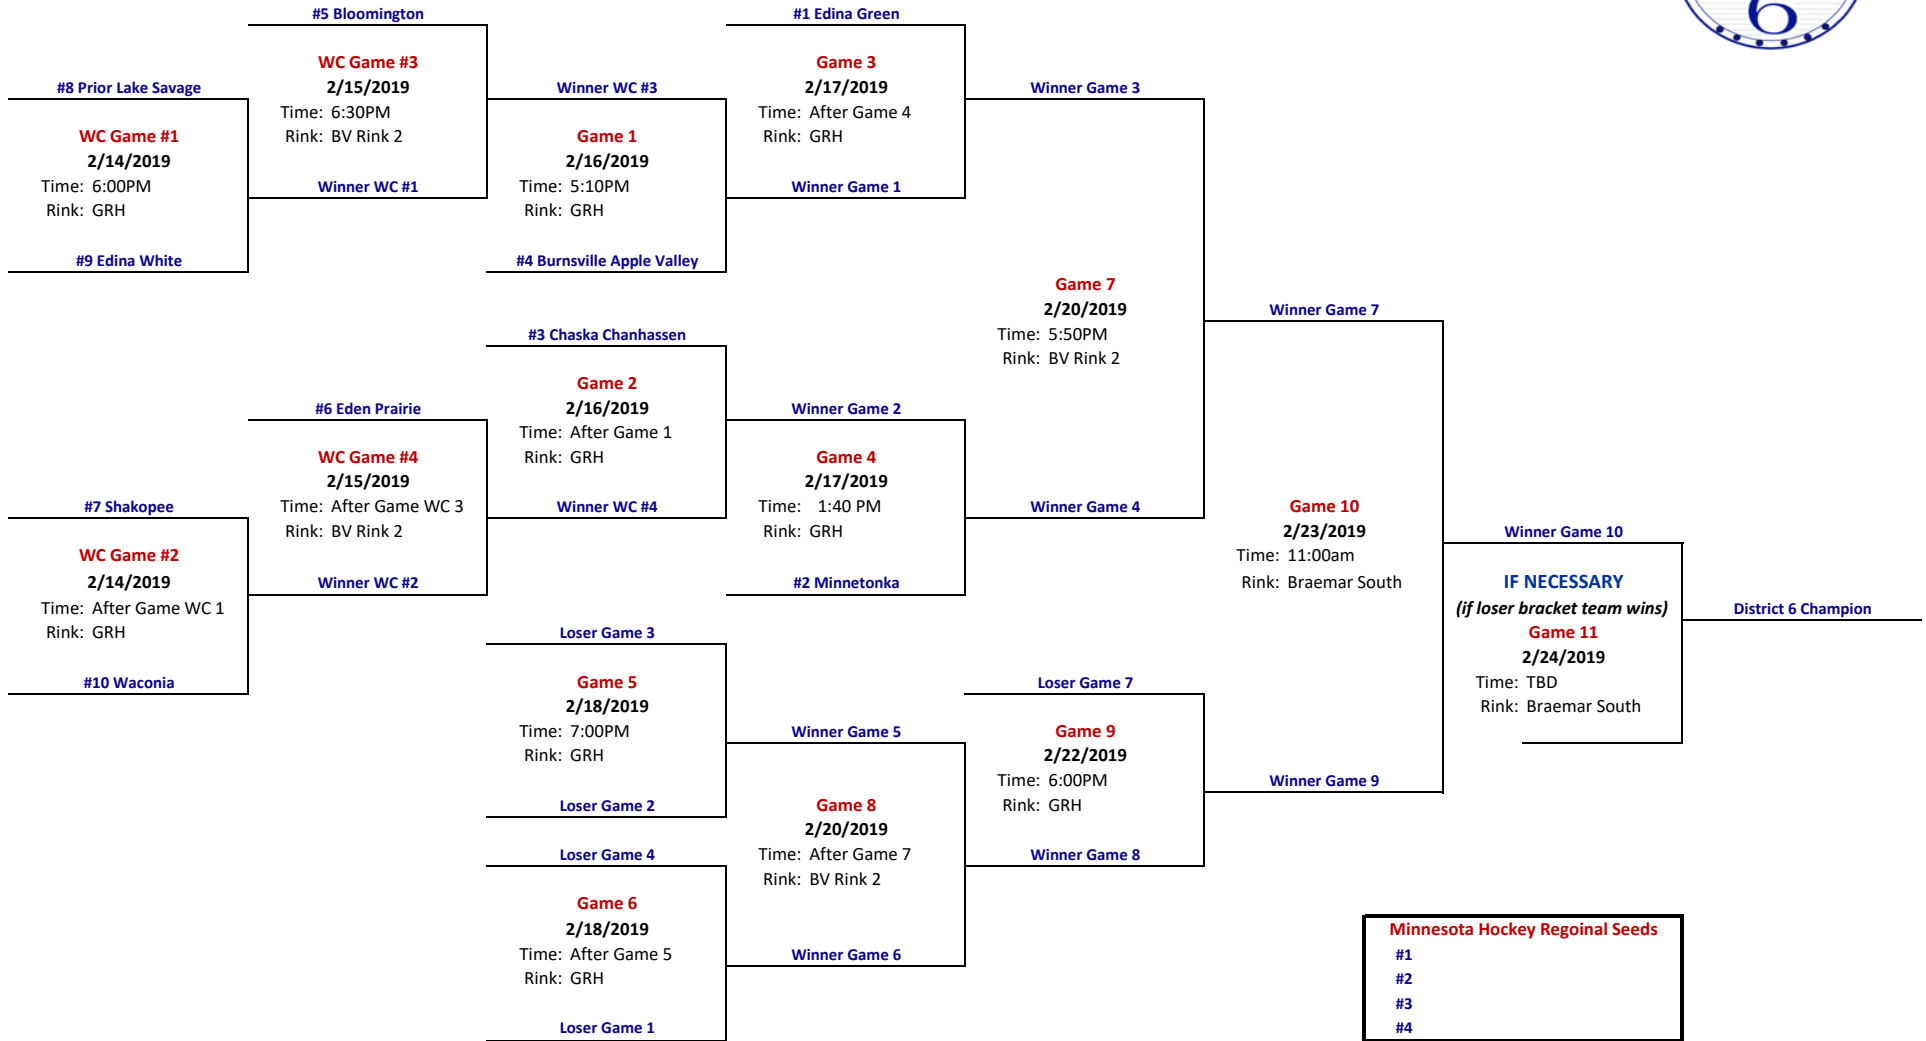 6
#5 Bloomington
WC Game #3
2/15/2019
Time: 6:30PM
Rink: BV Rink 2
#8 Prior Lake Savage
WC Game #1
2/14/2019
Time: 6:00PM
Rink: GRH
Winner WC #1
#9 Edina White
#1 Edina Green
Game 3
2/17/2019
Time: After Game 4
Rink: GRH
Winner WC #3
Game 1
2/16/2019
Time: 5:10PM
Rink: GRH
Winner Game 1
#4 Burnsville Apple Valley
Winner Game 3
Game 7
2/20/2019
Time: 5:50PM
Rink: BV Rink 2
Winner Game 7
#3 Chaska Chanhassen
Game 2
2/16/2019
Time: After Game 1
Rink: GRH
Winner WC #4
#6 Eden Prairie
WC Game #4
2/15/2019
Time: After Game WC 3
Rink: BV Rink 2
Winner WC #2
#7 Shakopee
WC Game #2
2/14/2019
Time: After Game WC 1
Rink: GRH
#10 Waconia
Winner Game 2
Game 4
2/17/2019
Time: 1:40 PM
Rink: GRH
#2 Minnetonka
Winner Game 4
Game 10
2/23/2019
Time: 11:00am
Rink: Braemar South
Winner Game 10
IF NECESSARY
(if loser bracket team wins)
Game 11
2/24/2019
Time: TBD
Rink: Braemar South
District 6 Champion
Loser Game 3
Game 5
2/18/2019
Time: 7:00PM
Rink: GRH
Loser Game 2
Winner Game 5
Game 8
2/20/2019
Time: After Game 7
Rink: BV Rink 2
Winner Game 6
Loser Game 4
Game 6
2/18/2019
Time: After Game 5
Rink: GRH
Loser Game 1
Loser Game 7
Game 9
2/22/2019
Time: 6:00PM
Rink: GRH
Winner Game 8
Winner Game 9
Minnesota Hockey Regoinal Seeds
#1
#2
#3
#4